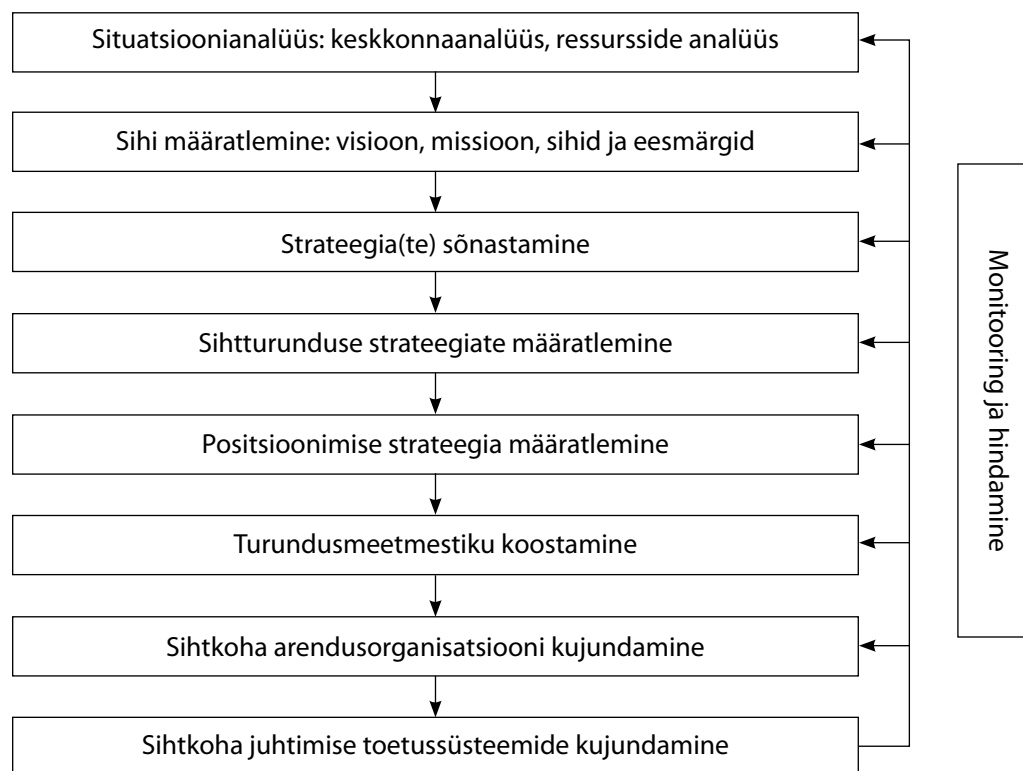 Situatsioonianalüüs: keskkonnaanalüüs, ressursside analüüs
Sihi määratlemine: visioon, missioon, sihid ja eesmärgid
Strateegia(te) sõnastamine
Sihtturunduse strateegiate määratlemine
Positsioonimise strateegia määratlemine
Turundusmeetmestiku koostamine
Sihtkoha arendusorganisatsiooni kujundamine
Sihtkoha juhtimise toetussüsteemide kujundamine
Monitooring ja hindamine